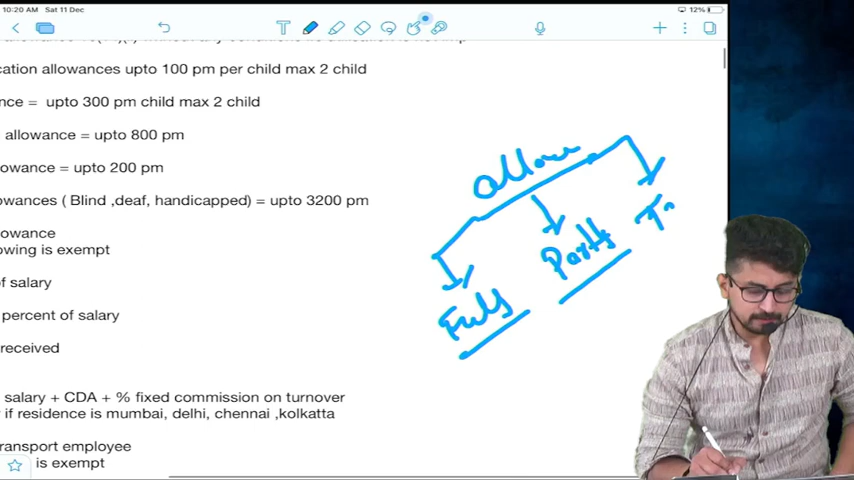 10:20 AM Sat 11 Dec 12%
cation allowances upto 100 pm per child max 2 child
nce = upto 300 pm child max 2 child
allowance = upto 800 pm
owance = upto 200 pm
owances ( Blind ,deaf, handicapped) = upto 3200 pm
owance
owing is exempt
of salary
percent of salary
received
salary + CDA + % fixed commission on turnover
if residence is mumbai, delhi, chennai ,kolkatta
ransport employee
is exempt
allow
Fully
Partly
T